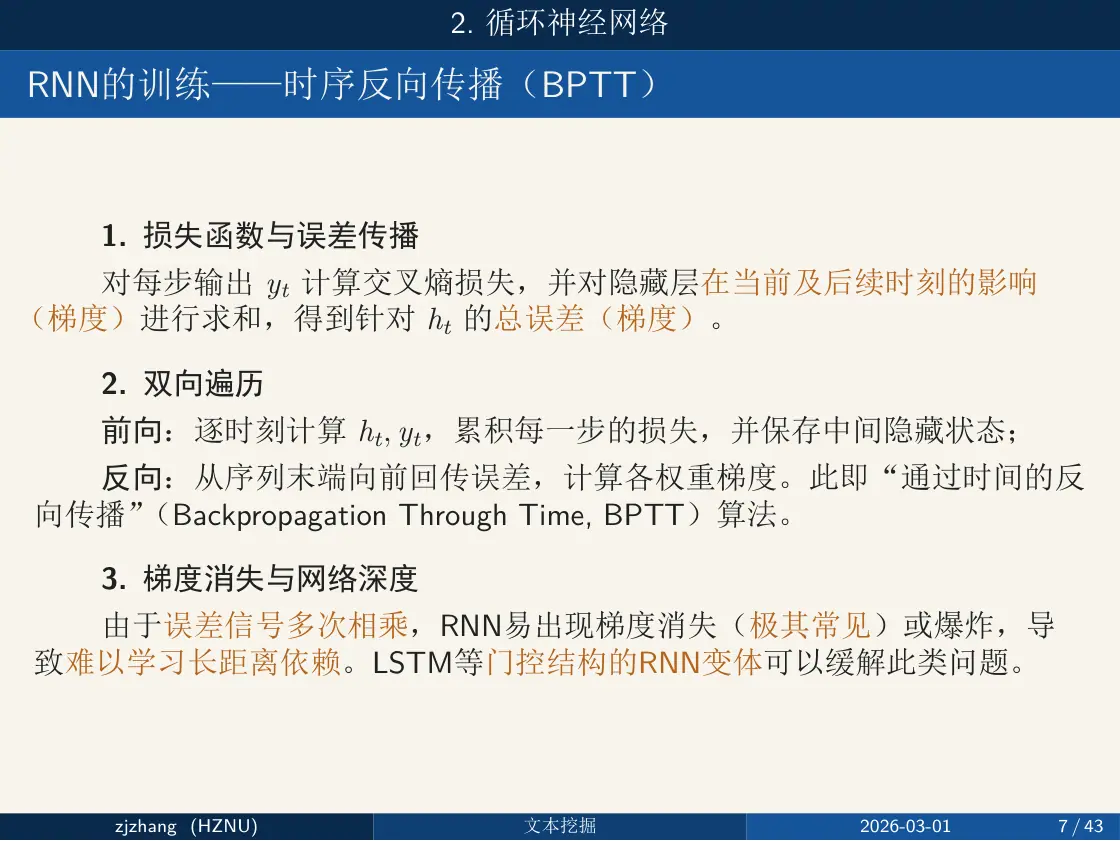 2. 循环神经网络
RNN的训练——时序反向传播（BPTT）
1. 损失函数与误差传播
对每步输出 yt 计算交叉熵损失，并对隐藏层在当前及后续时刻的影响
（梯度）进行求和，得到针对 ht 的总误差（梯度）。
2. 双向遍历
前向：逐时刻计算 ht, yt，累积每一步的损失，并保存中间隐藏状态；
反向：从序列末端向前回传误差，计算各权重梯度。此即“通过时间的反
向传播”（Backpropagation Through Time, BPTT）算法。
3. 梯度消失与网络深度
由于误差信号多次相乘，RNN易出现梯度消失（极其常见）或爆炸，导
致难以学习长距离依赖。LSTM等门控结构的RNN变体可以缓解此类问题。
zjzhang (HZNU) 文本挖掘 2026-03-01 7 / 43